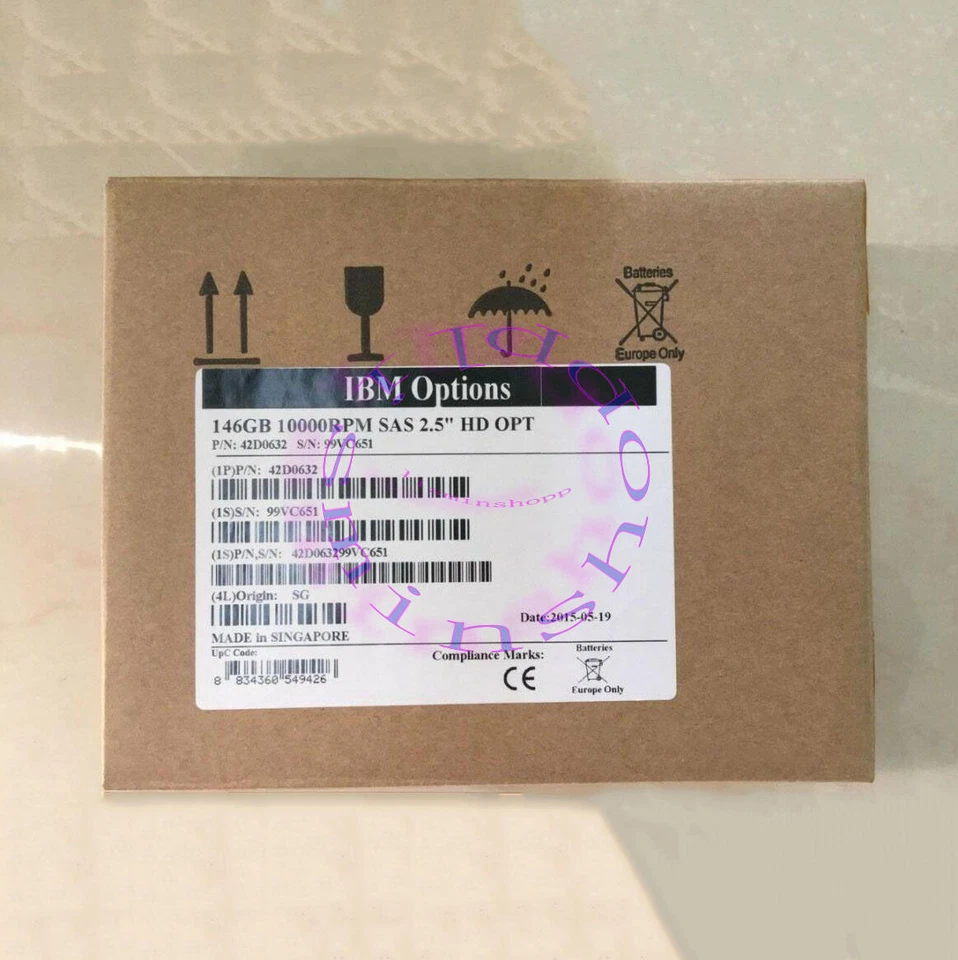 Batteries
Europe Only
IBM Options
146GB 10000RPM SAS 2.5" HD OPT
P/N: 42D0632 S/N: 99VC651
(1P)P/N: 42D0632
(1S)S/N: 99VC651
(1S)P/N,S/N: 42D063299VC651
(4L)Origin: SG
Date:2015-05-19
MADE in SINGAPORE
UpC Code:
8 834360 549426
Compliance Marks:
CE
Batteries
Europe Only